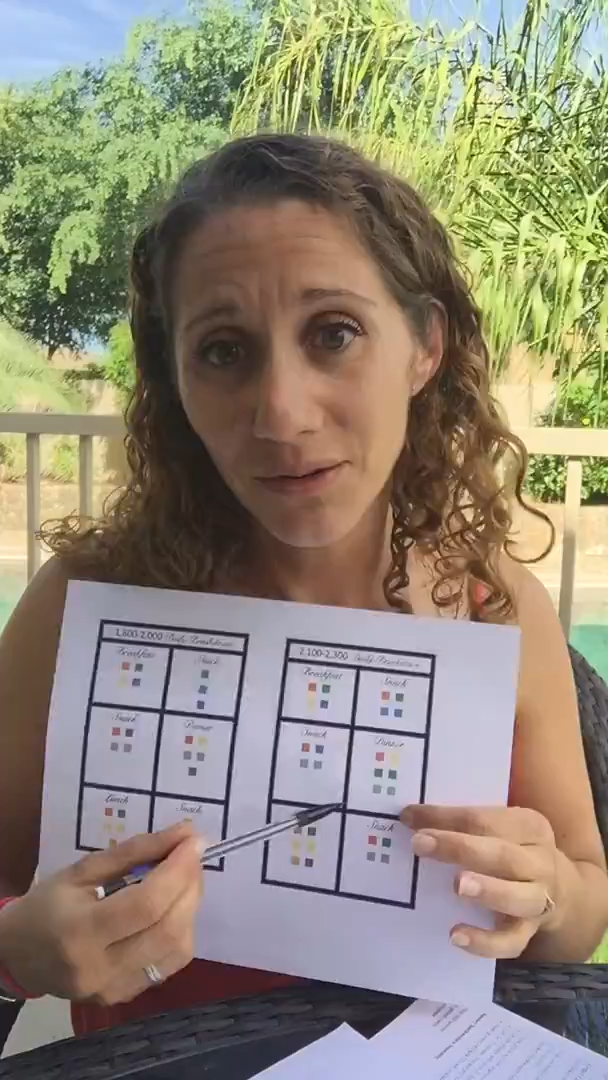 1,800-2,000 Daily Breakdown
Breakfast
Snack
Snack
Dinner
Lunch
Snack
2,100-2,300 Daily Breakdown
Breakfast
Snack
Snack
Dinner
Snack